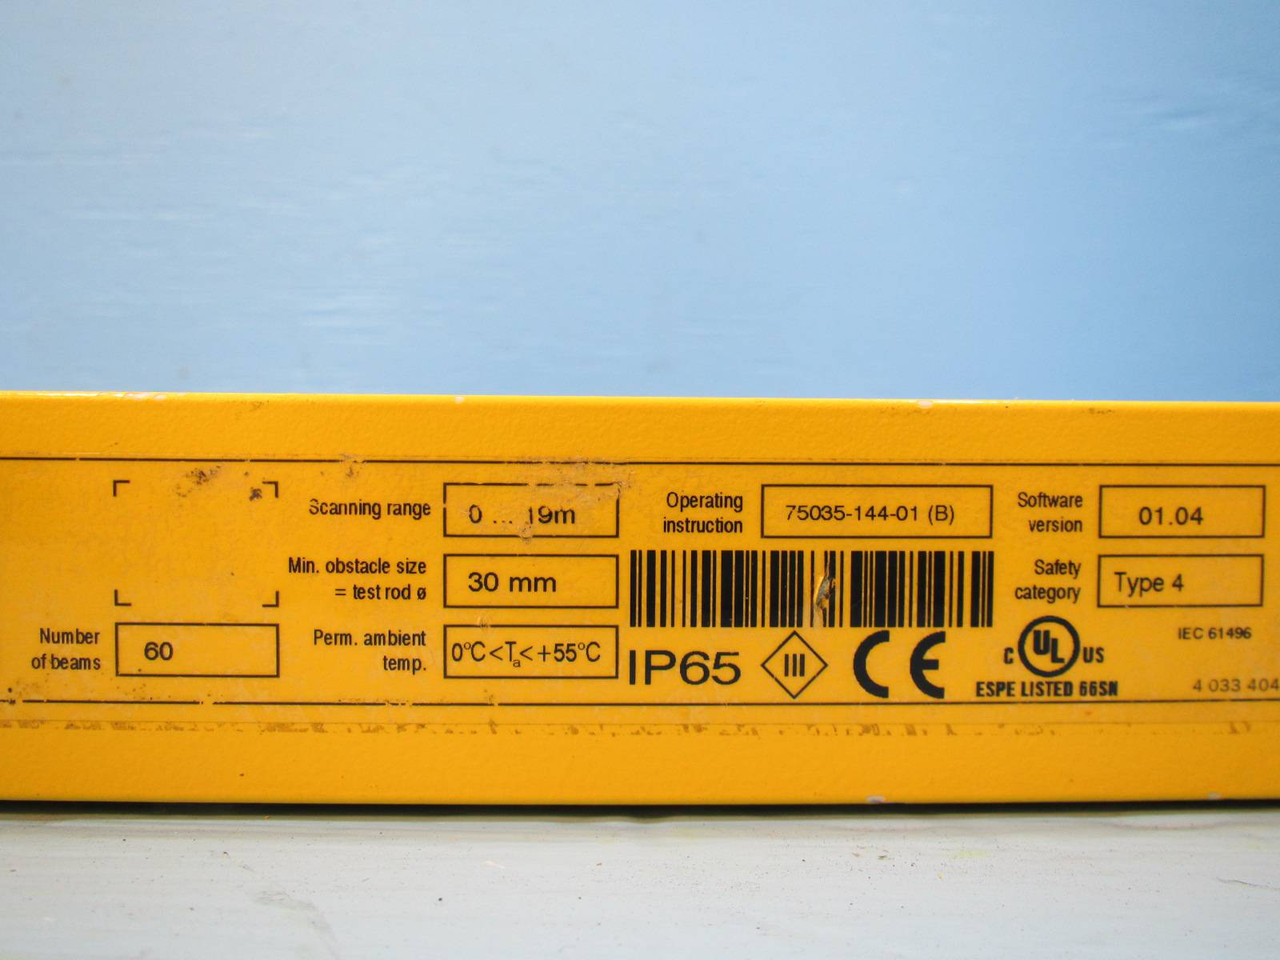 Scanning range
0 ... 19m
Operating
instruction
75035-144-01 (B)
Software
version
01.04
Min. obstacle size
= test rod ø
30 mm
Safety
category
Type 4
Number
of beams
60
Perm. ambient
temp.
0°C<Ta<+55°C
IP65
III
CE
C UL US
ESPE LISTED 66SN
IEC 61496
4 033 404